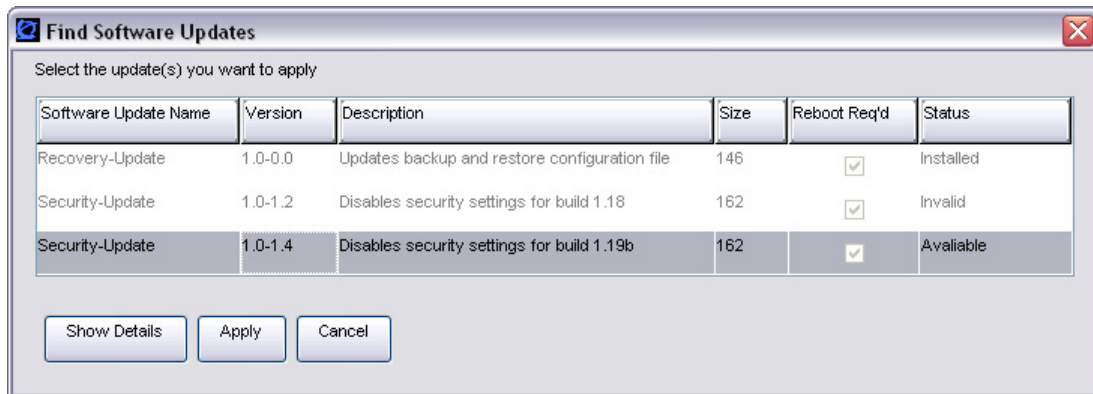 Find Software Updates
Select the update(s) you want to apply
Software Update Name Version Description Size Reboot Req'd Status
Recovery-Update 1.0-0.0 Updates backup and restore configuration file 146 Installed
Security-Update 1.0-1.2 Disables security settings for build 1.18 162 Invalid
Security-Update 1.0-1.4 Disables security settings for build 1.19b 162 Avaliable
Show Details Apply Cancel